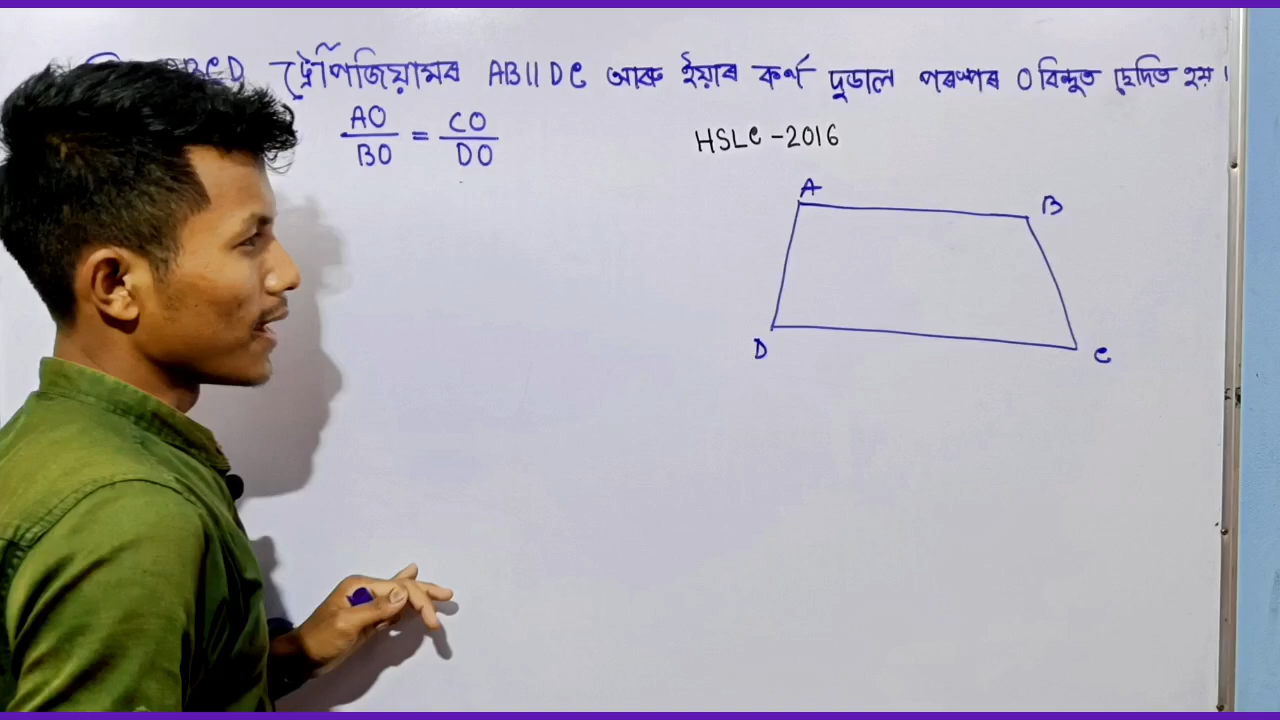 ABCD ট্ৰেপিজিয়ামৰ AB॥DC আৰু ইয়াৰ কৰ্ণ দুডাল পৰস্পৰ O বিন্দুত ছেদিত হয়।
AO/BO = CO/DO
HSLC-2016
A
B
D
C